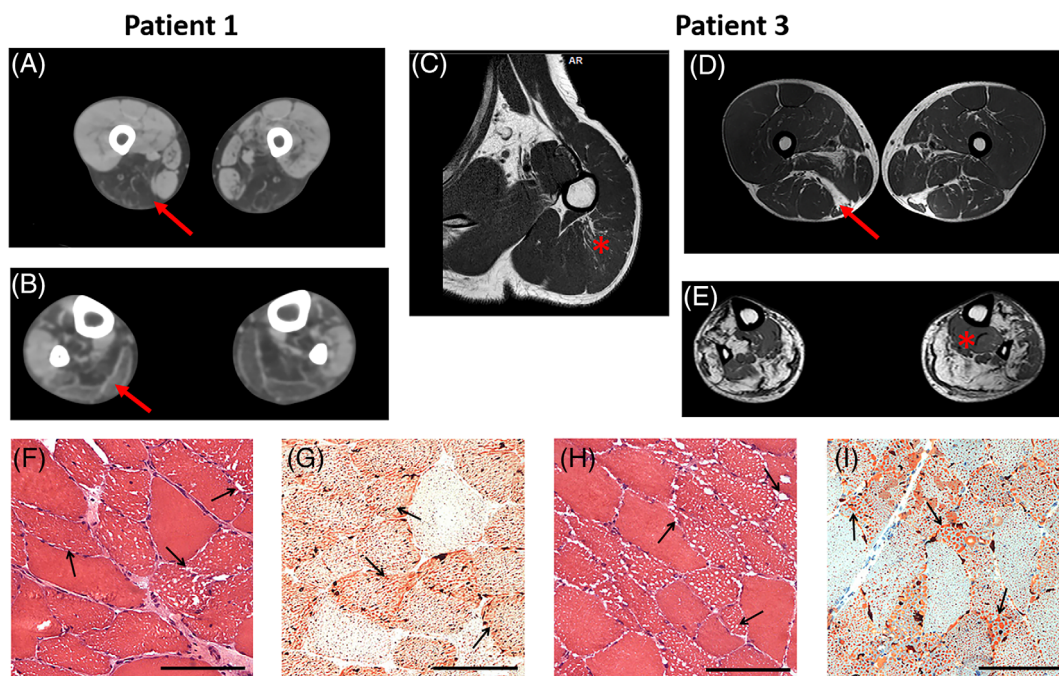 Patient 1
Patient 3
(A)
(C)
AR
(D)
(B)
(E)
(F)
(G)
(H)
(I)